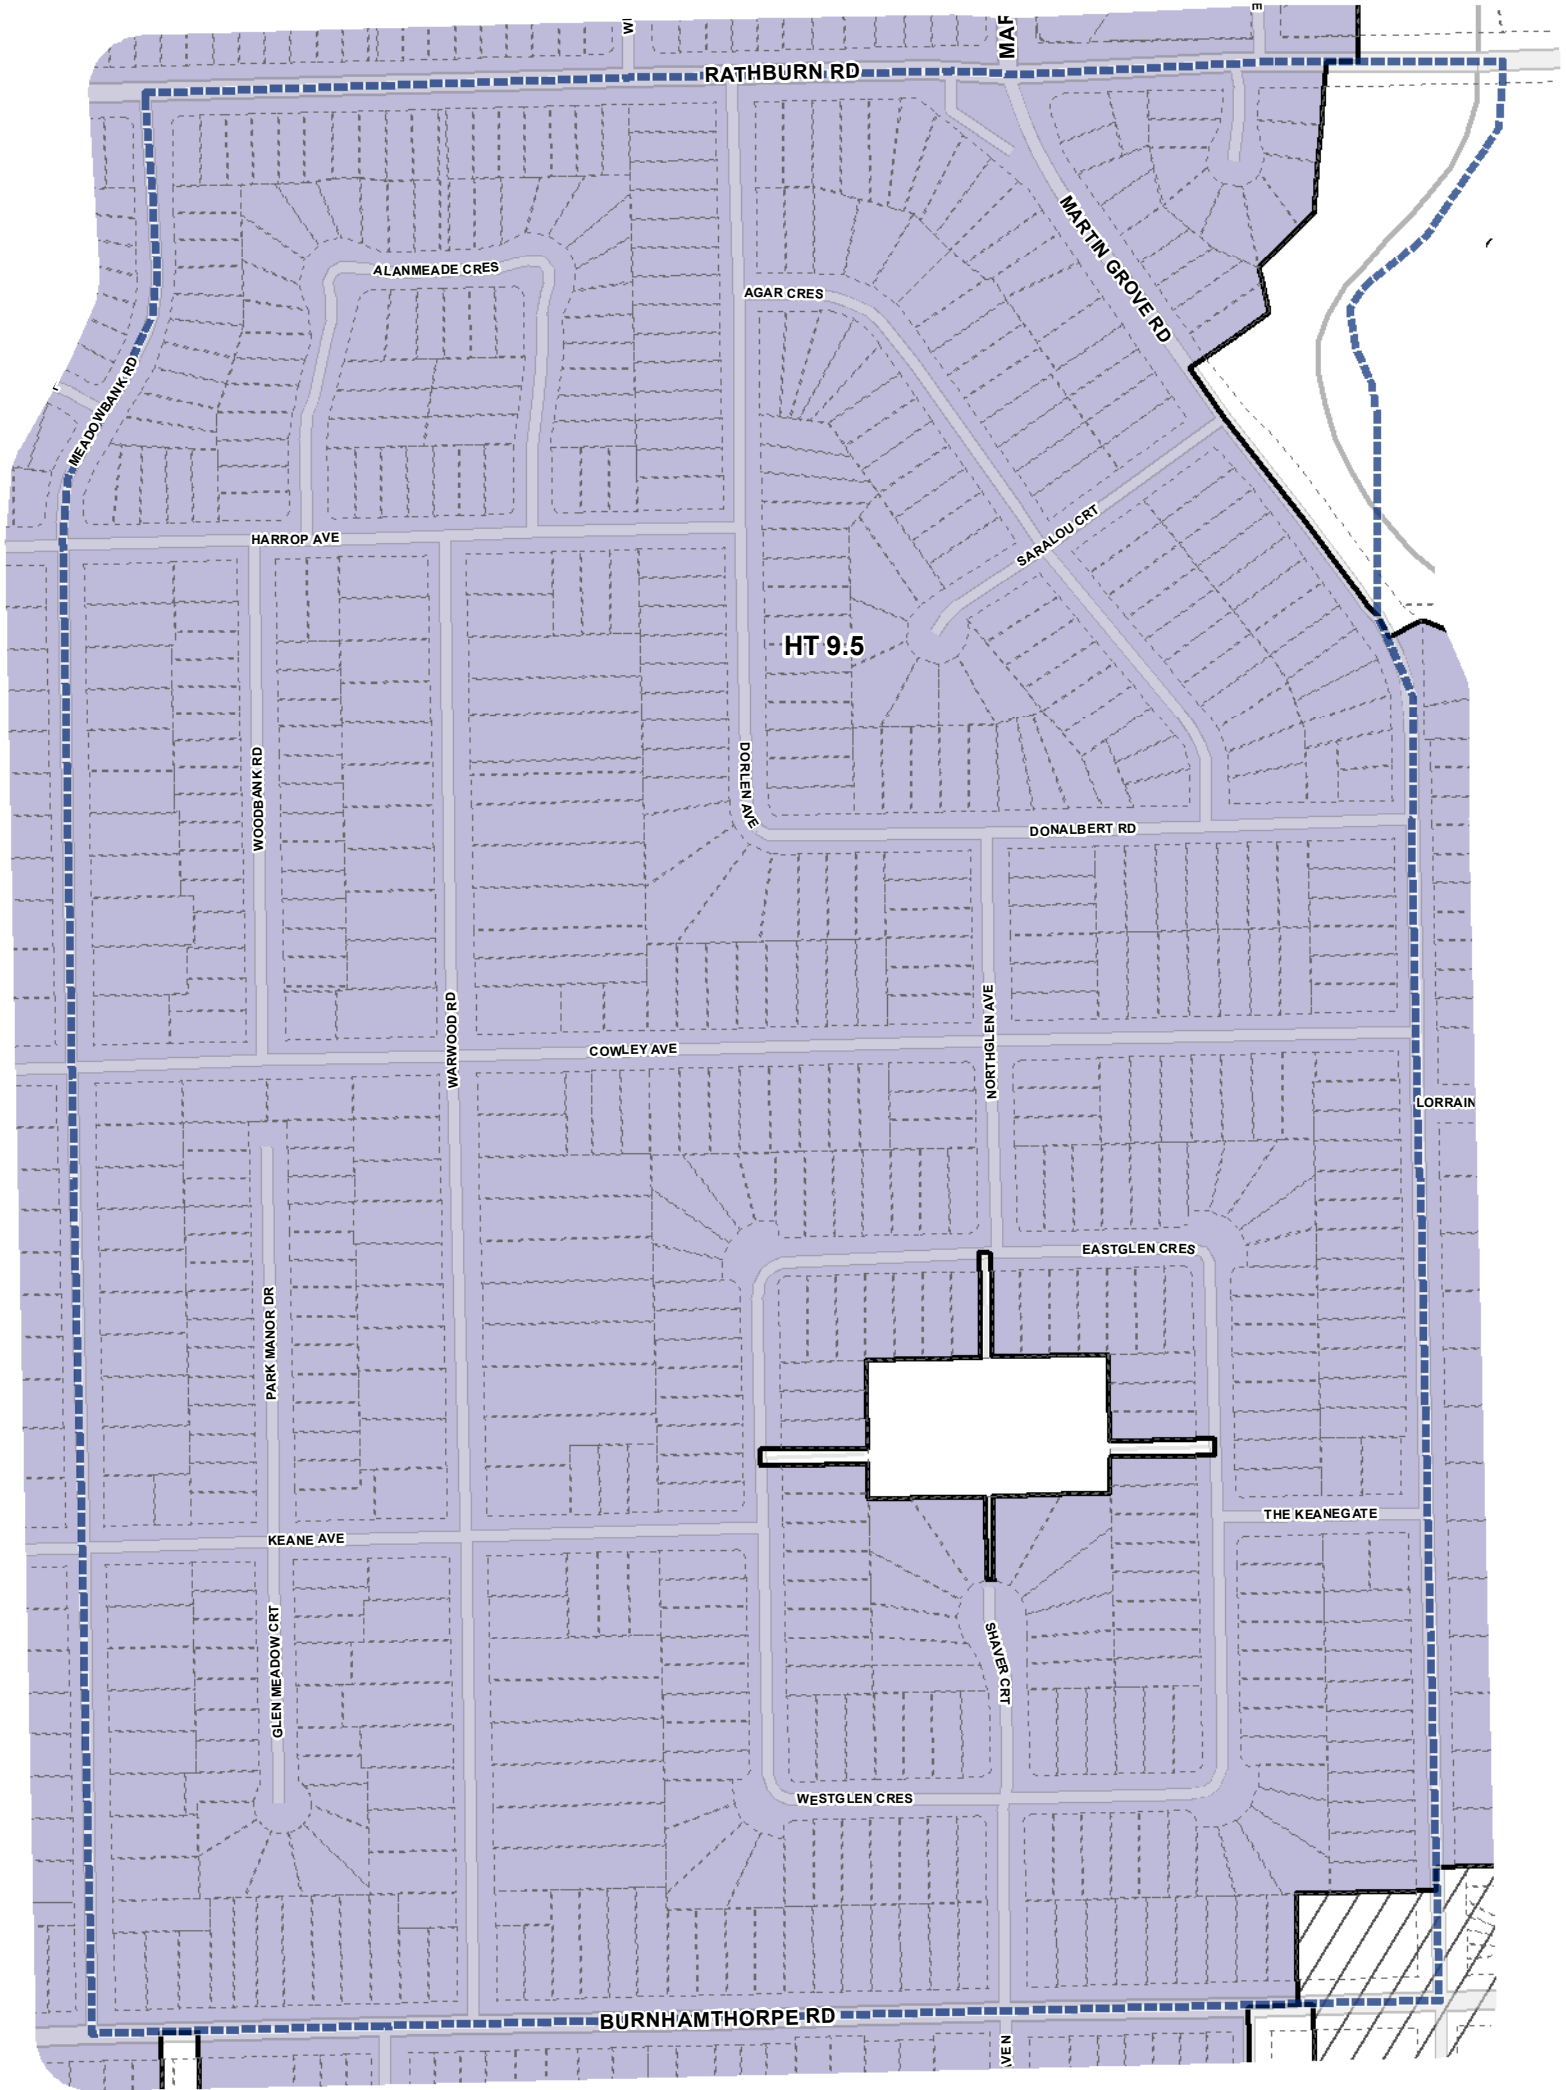 MAR
RATHBURN RD
MARTIN GROVE RD
ALANMEADE CRES
AGAR CRES
MEADOWBANK RD
HARROP AVE
SARALOU CRT
HT 9.5
WOODBANK RD
DORLEN AVE
DONALBERT RD
WARWOOD RD
NORTHGLEN AVE
COWLEY AVE
LORRAIN
EASTGLEN CRES
PARK MANOR DR
THE KEANEGATE
KEANE AVE
GLEN MEADOW CRT
SHAVER CRT
WESTGLEN CRES
BURNHAMTHORPE RD
VEN